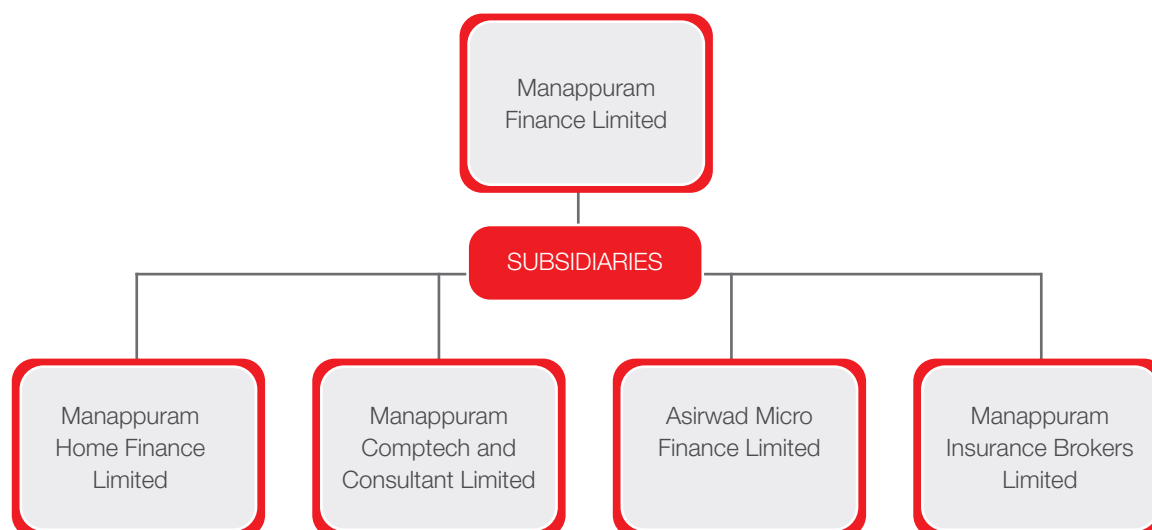 Manappuram
Finance Limited
SUBSIDIARIES
Manappuram
Home Finance
Limited
Manappuram
Comptech and
Consultant Limited
Asirwad Micro
Finance Limited
Manappuram
Insurance Brokers
Limited